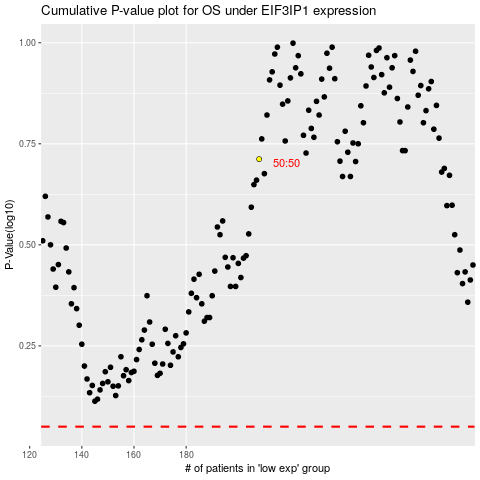 Cumulative P-value plot for OS under EIF3IP1 expression
1.00
0.75
0.50
0.25
P-Value(log10)
50:50
120 140 160 180
# of patients in 'low exp' group